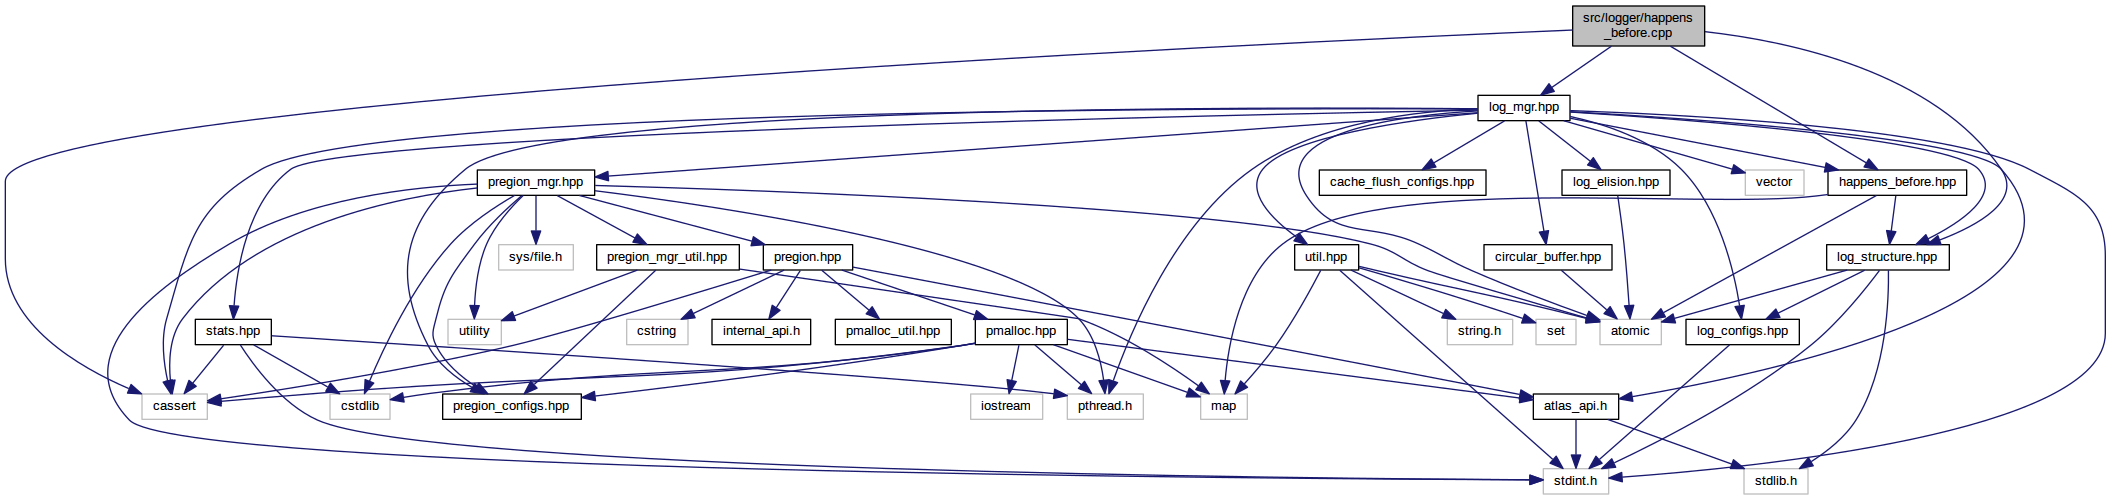 src/logger/happens
_before.cpp
log_mgr.hpp
pregion_mgr.hpp
cache_flush_configs.hpp
log_elision.hpp
vector
happens_before.hpp
sys/file.h
pregion_mgr_util.hpp
pregion.hpp
util.hpp
circular_buffer.hpp
log_structure.hpp
stats.hpp
utility
cstring
internal_api.h
pmalloc_util.hpp
pmalloc.hpp
string.h
set
atomic
log_configs.hpp
cassert
cstdlib
pregion_configs.hpp
iostream
pthread.h
map
atlas_api.h
stdint.h
stdlib.h